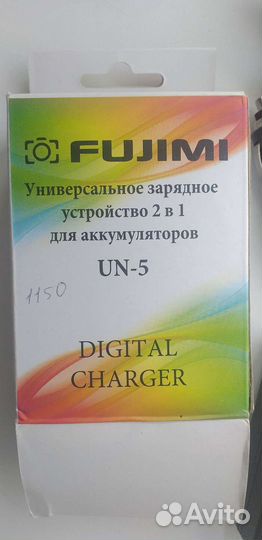 FUJIMI
Универсальное зарядное
устройство 2 в 1
для аккумуляторов
UN-5
1150
DIGITAL
CHARGER
Avito